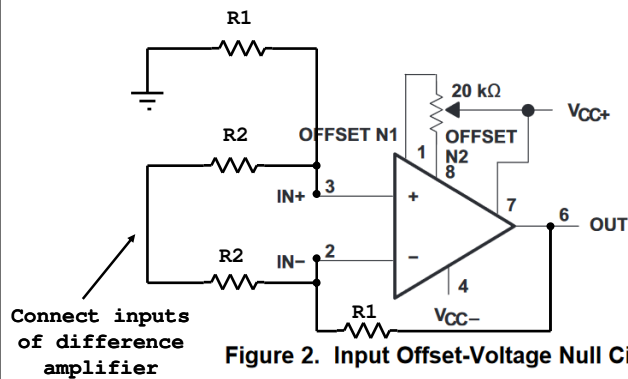 R1
20 kΩ
VCC+
R2
OFFSET N1
OFFSET
N2
1
8
IN+
3
+
7
6
OUT
R2
IN−
2
−
4
VCC−
R1
Connect inputs
of difference
amplifier
Figure 2. Input Offset-Voltage Null Ci